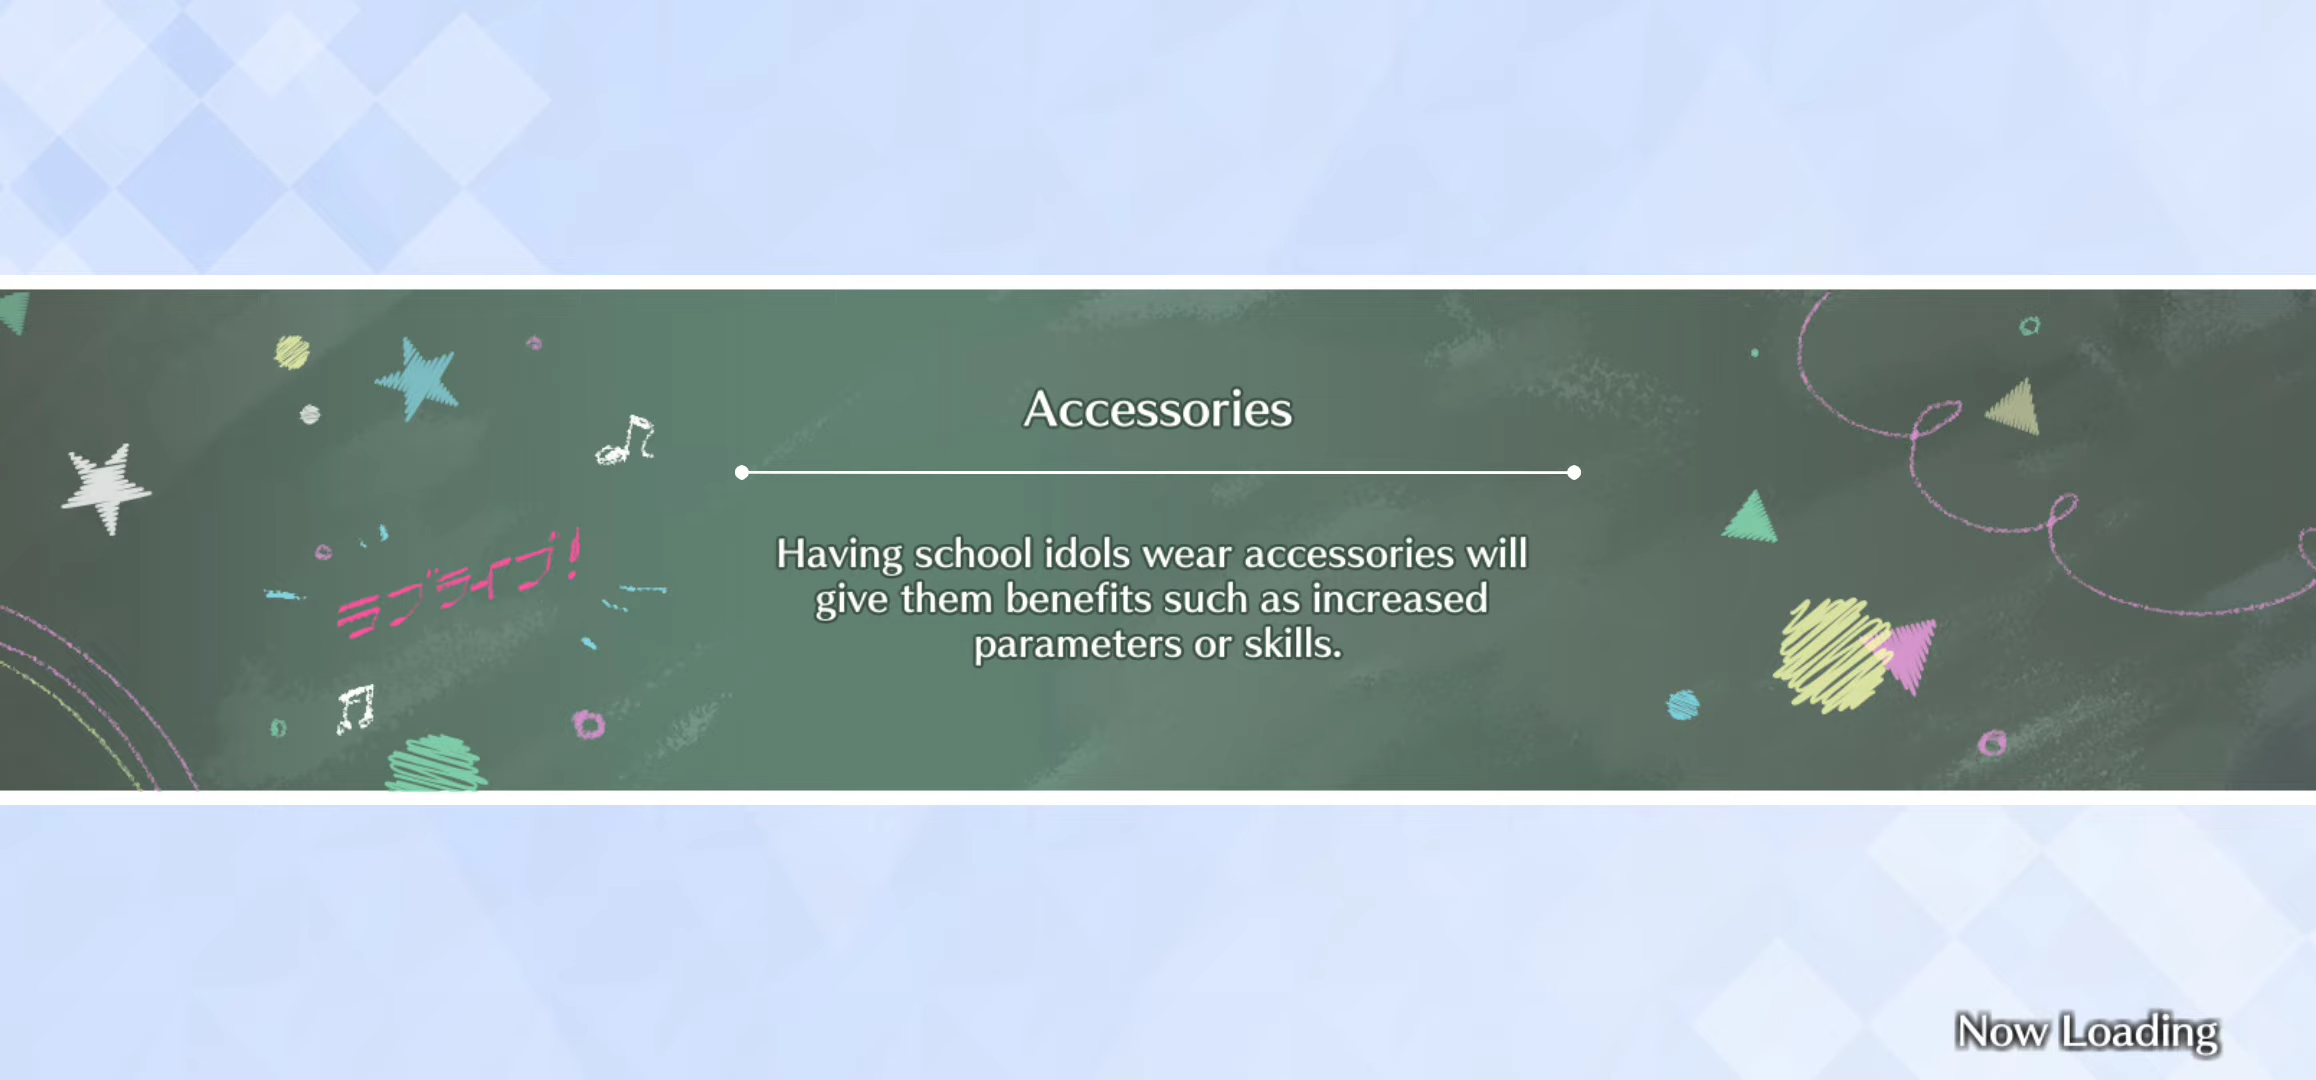 Accessories
ラブライブ!
Having school idols wear accessories will
give them benefits such as increased
parameters or skills.
Now Loading